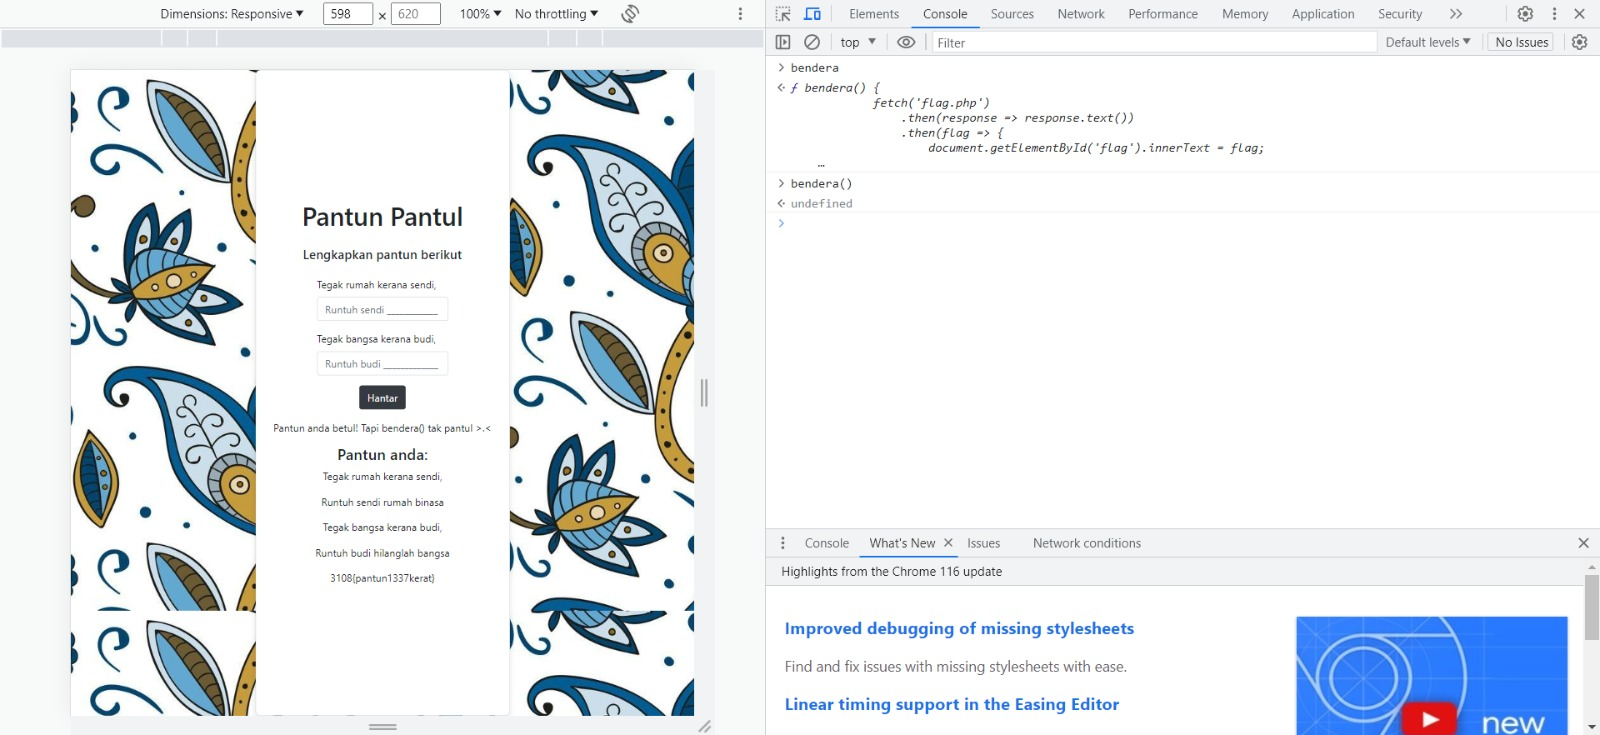 Dimensions: Responsive 598 x 620 100% No throttling
Elements Console Sources Network Performance Memory Application Security
top Filter Default levels No Issues
bendera
ƒ bendera() {
fetch('flag.php')
.then(response => response.text())
.then(flag => {
document.getElementById('flag').innerText = flag;
…
bendera()
undefined
Pantun Pantul
Lengkapkan pantun berikut
Tegak rumah kerana sendi,
Runtuh sendi ____________
Tegak bangsa kerana budi,
Runtuh budi ____________
Hantar
Pantun anda betul! Tapi bendera() tak pantul >.<
Pantun anda:
Tegak rumah kerana sendi,
Runtuh sendi rumah binasa
Tegak bangsa kerana budi,
Runtuh budi hilanglah bangsa
3108{pantun1337kerat}
Console What's New Issues Network conditions
Highlights from the Chrome 116 update
Improved debugging of missing stylesheets
Find and fix issues with missing stylesheets with ease.
Linear timing support in the Easing Editor
new